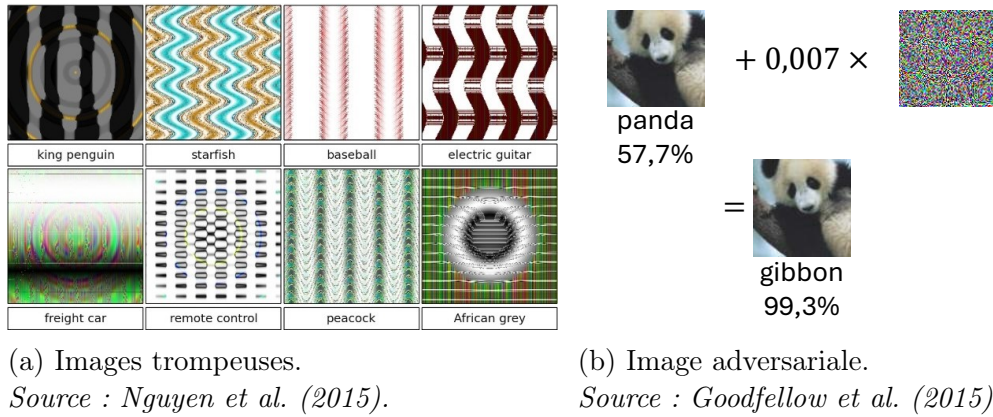 king penguin starfish baseball electric guitar
freight car remote control peacock African grey
(a) Images trompeuses.
Source : Nguyen et al. (2015).
+ 0,007 ×
panda
57,7%
=
gibbon
99,3%
(b) Image adversariale.
Source : Goodfellow et al. (2015)